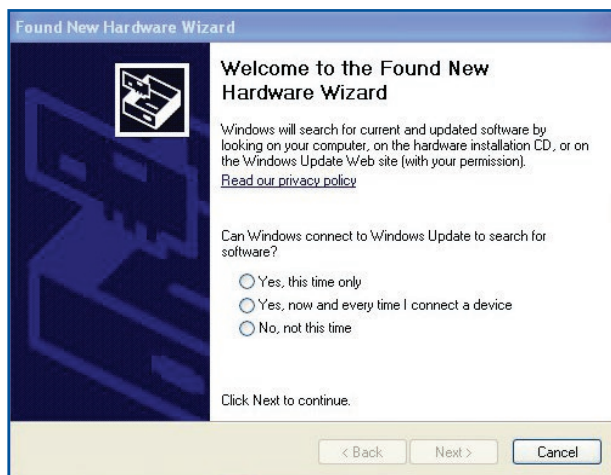 Found New Hardware Wizard
Welcome to the Found New
Hardware Wizard
Windows will search for current and updated software by
looking on your computer, on the hardware installation CD, or on
the Windows Update Web site (with your permission).
Read our privacy policy
Can Windows connect to Windows Update to search for
software?
Yes, this time only
Yes, now and every time I connect a device
No, not this time
Click Next to continue.
< Back
Next >
Cancel